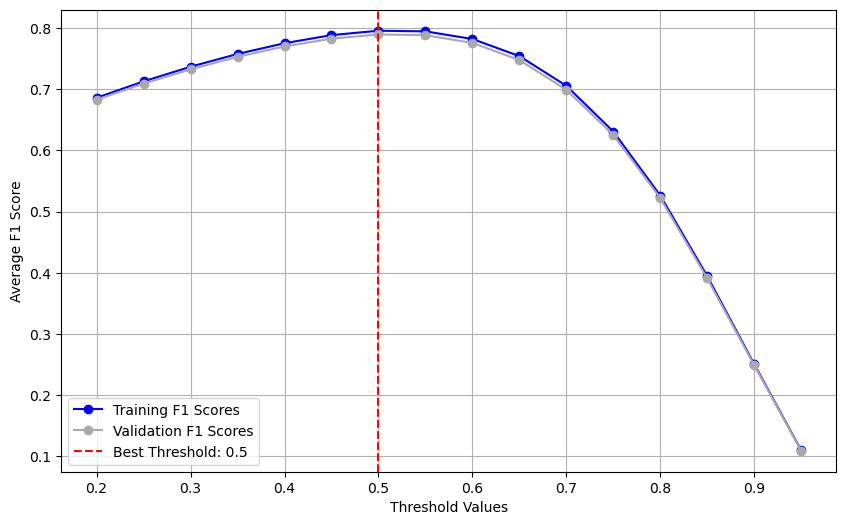 0.8
0.7
0.6
0.5
0.4
0.3
0.2
0.1
Average F1 Score
Training F1 Scores
Validation F1 Scores
Best Threshold: 0.5
0.2 0.3 0.4 0.5 0.6 0.7 0.8 0.9
Threshold Values